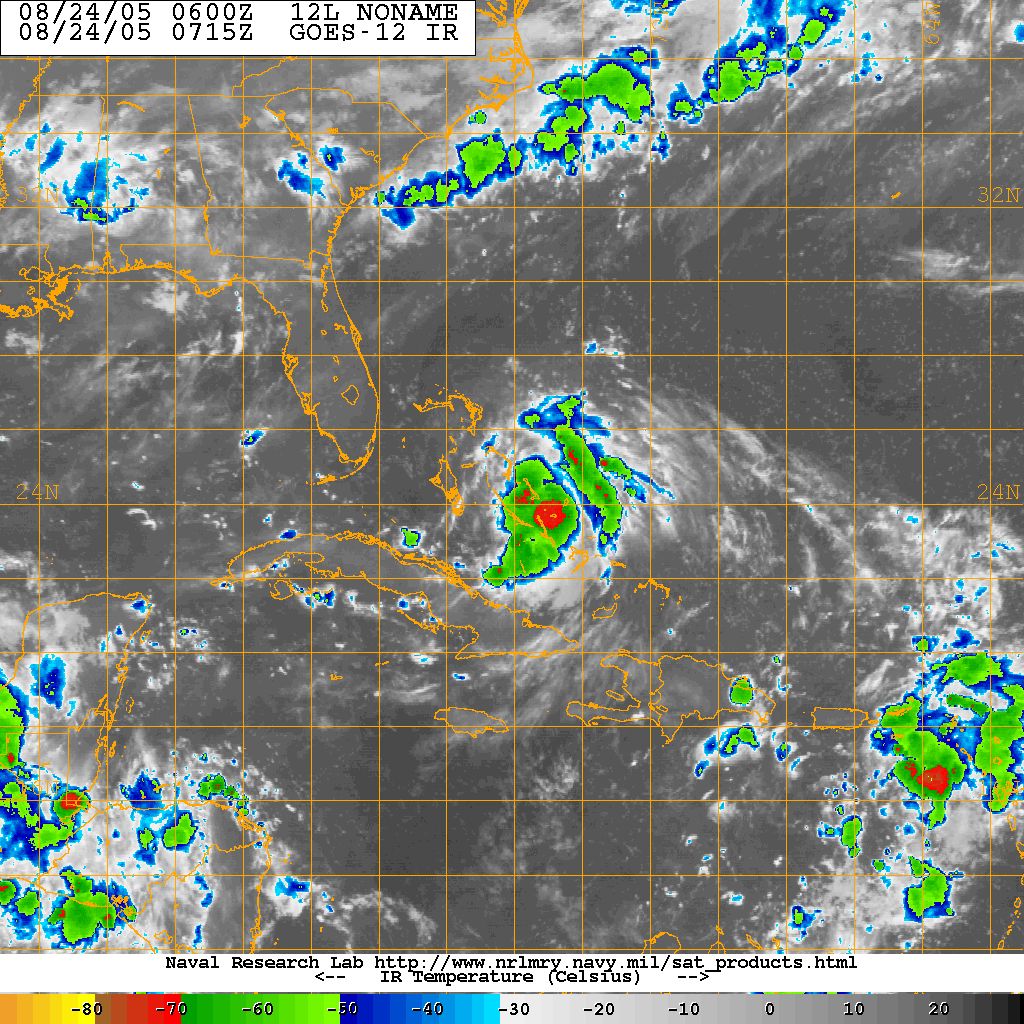 08/24/05 0600Z 12L NONAME
08/24/05 0715Z GOES-12 IR
32N 32N
24N 24N
Naval Research Lab http://www.nrlmry.navy.mil/sat_products.html
<-- IR Temperature (Celsius) -->
-80 -70 -60 -50 -40 -30 -20 -10 0 10 20